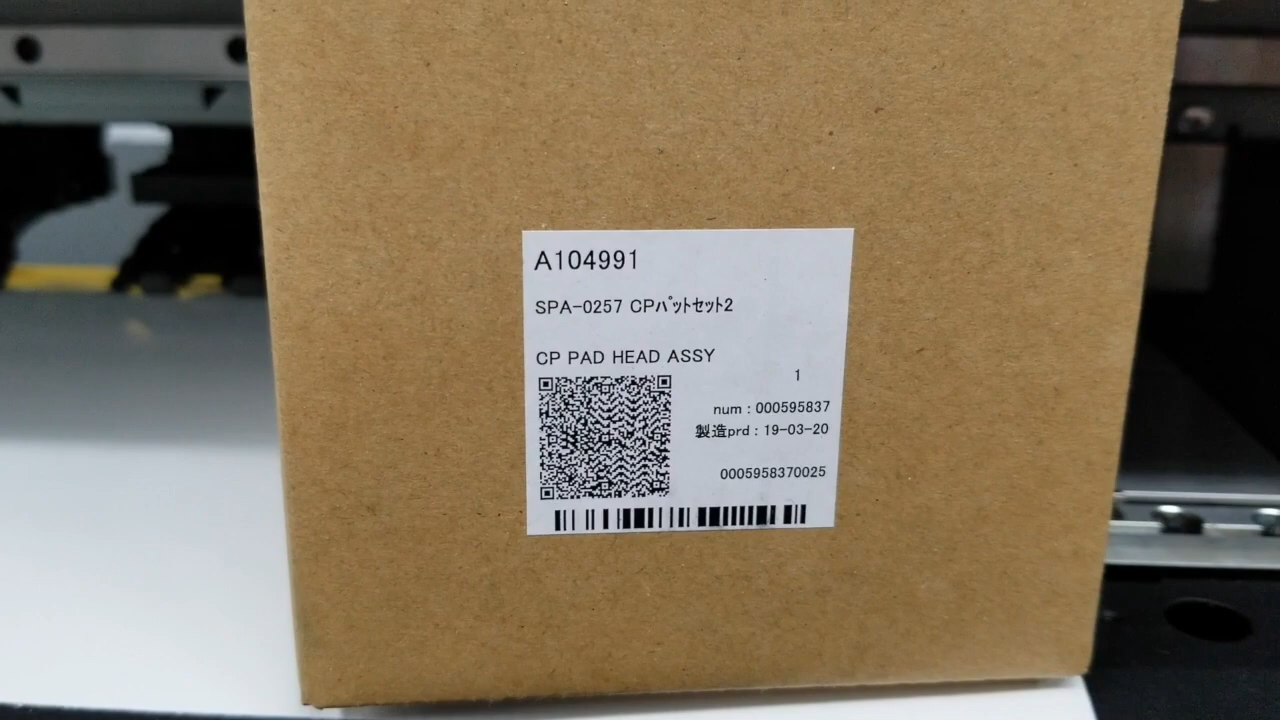 A104991
SPA-0257 CPﾊﾟｯﾄｾｯﾄ2
CP PAD HEAD ASSY
1
num : 000595837
製造prd : 19-03-20
0005958370025